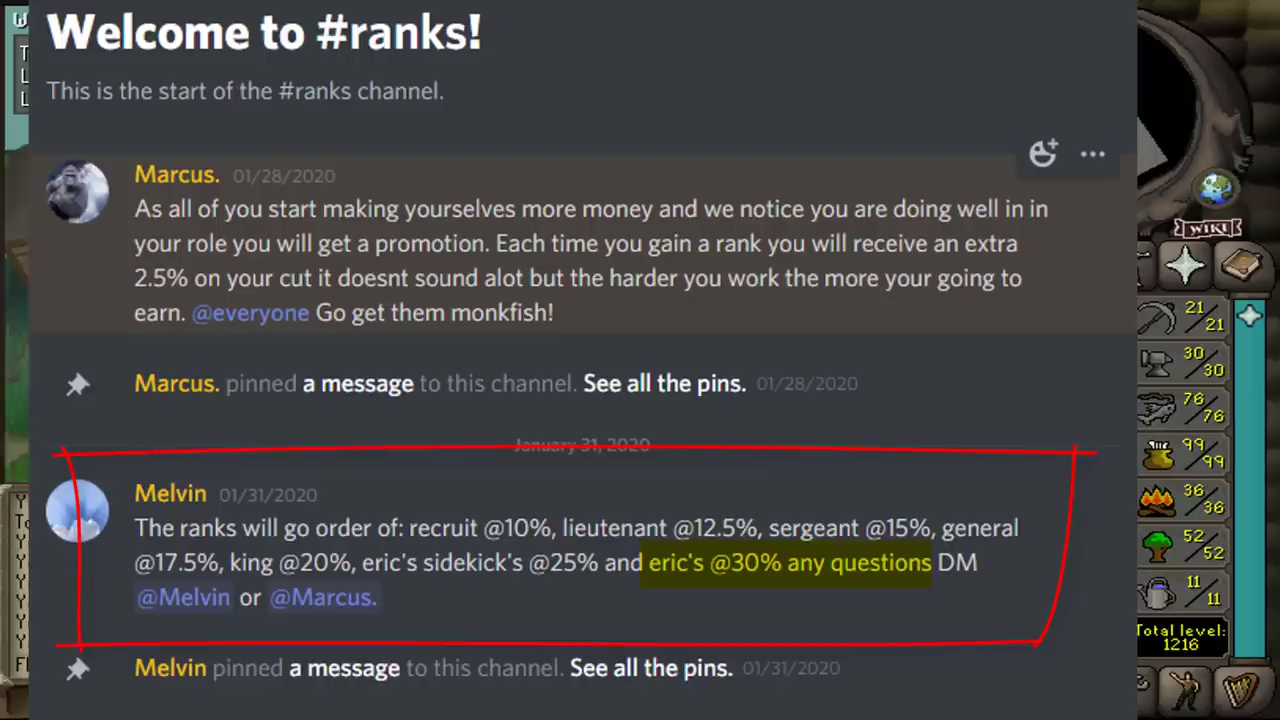 Welcome to #ranks!
This is the start of the #ranks channel.
Marcus. 01/28/2020
As all of you start making yourselves more money and we notice you are doing well in in
your role you will get a promotion. Each time you gain a rank you will receive an extra
2.5% on your cut it doesnt sound alot but the harder you work the more your going to
earn. @everyone Go get them monkfish!
Marcus. pinned a message to this channel. See all the pins. 01/28/2020
January 31, 2020
Melvin 01/31/2020
The ranks will go order of: recruit @10%, lieutenant @12.5%, sergeant @15%, general
@17.5%, king @20%, eric's sidekick's @25% and eric's @30% any questions DM
@Melvin or @Marcus.
Melvin pinned a message to this channel. See all the pins. 01/31/2020
WIKI
21/21
30/30
76/76
99/99
36/36
52/52
11/11
Total level:
1216